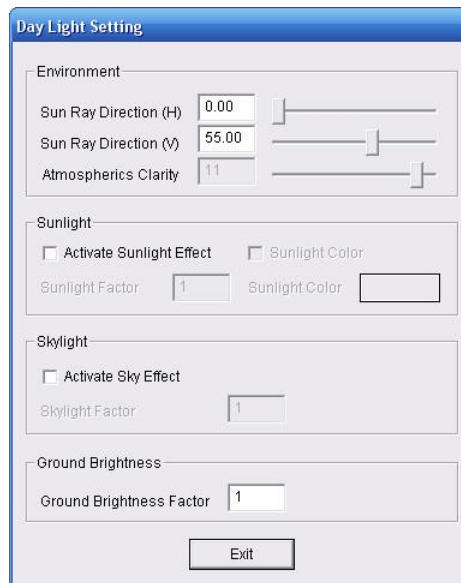 Day Light Setting
Environment
Sun Ray Direction (H) 0.00
Sun Ray Direction (V) 55.00
Atmospherics Clarity 11
Sunlight
Activate Sunlight Effect Sunlight Color
Sunlight Factor 1 Sunlight Color
Skylight
Activate Sky Effect
Skylight Factor 1
Ground Brightness
Ground Brightness Factor 1
Exit